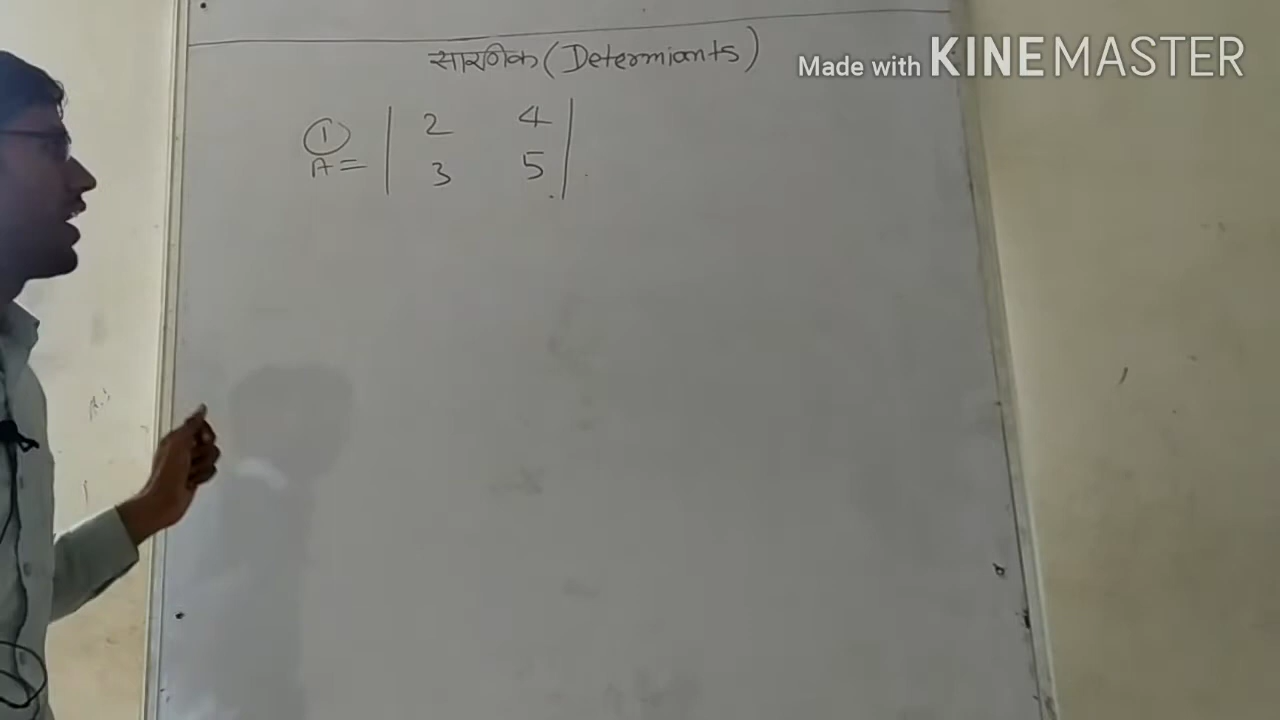 सारणिक (Determiants)
Made with KINEMASTER
①
A = | 2 4 |
| 3 5 |